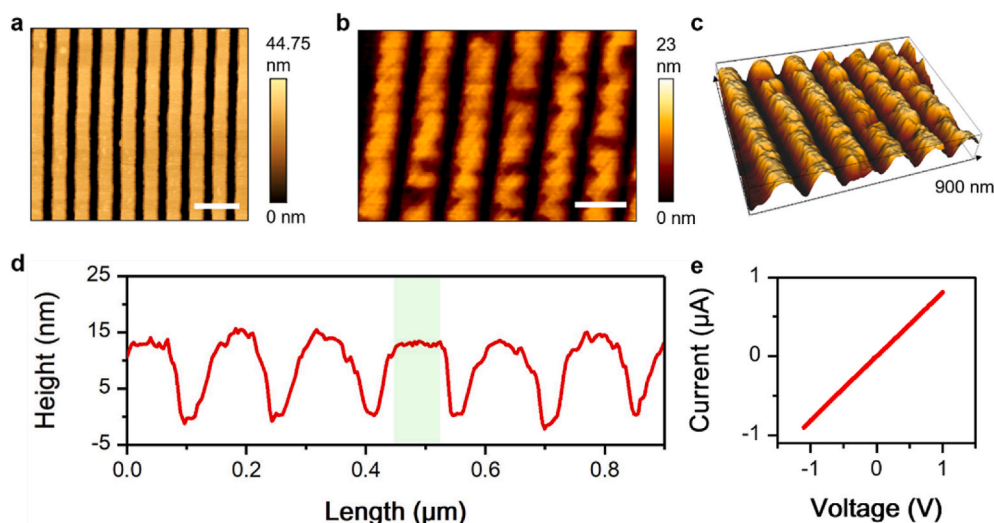 a
44.75
nm
0 nm
b
23
nm
0 nm
c
900 nm
d
Height (nm)
25
15
5
-5
0.0 0.2 0.4 0.6 0.8
Length (μm)
e
Current (μA)
1
0
-1
-1 0 1
Voltage (V)